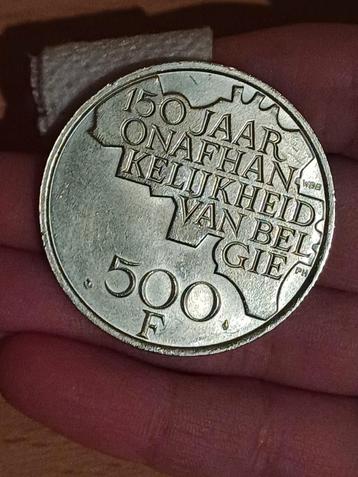 150 JAAR
ONAFHAN
KELIJKHEID
VAN BEL
GIE
500
F